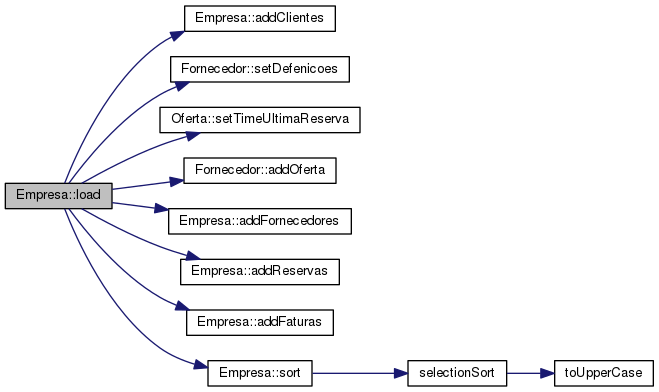 Empresa::addClientes
Fornecedor::setDefenicoes
Oferta::setTimeUltimaReserva
Fornecedor::addOferta
Empresa::load
Empresa::addFornecedores
Empresa::addReservas
Empresa::addFaturas
Empresa::sort
selectionSort
toUpperCase